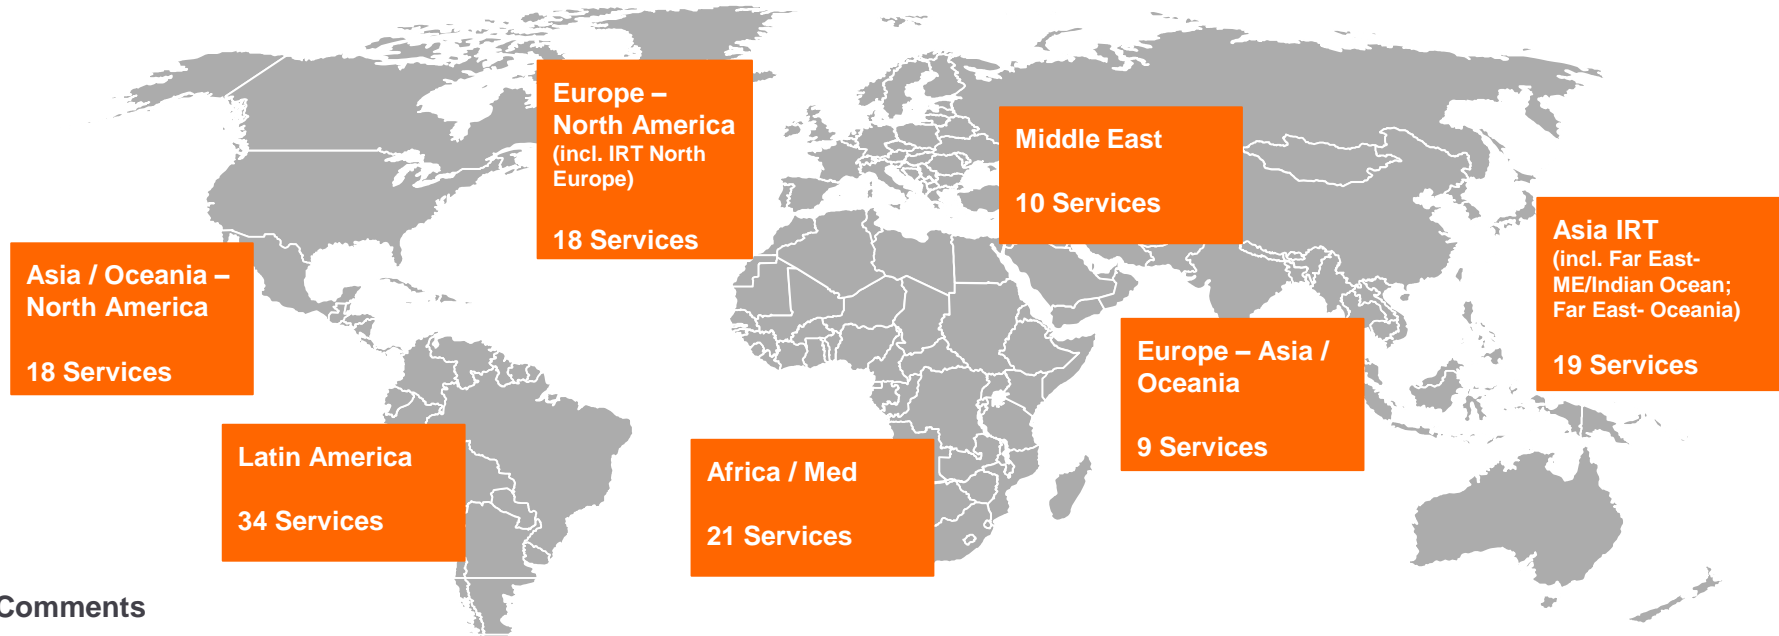 Europe –
North America
(incl. IRT North
Europe)
18 Services
Middle East
10 Services
Asia IRT
(incl. Far East-
ME/Indian Ocean;
Far East- Oceania)
19 Services
Asia / Oceania –
North America
18 Services
Europe – Asia /
Oceania
9 Services
Latin America
34 Services
Africa / Med
21 Services
Comments